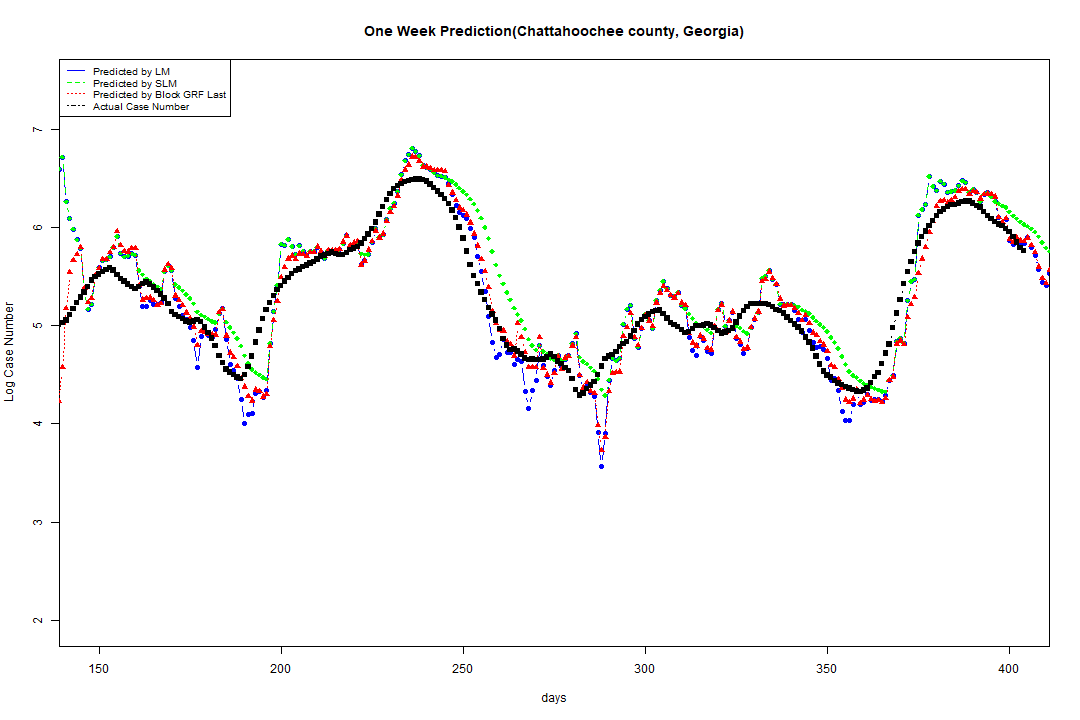 One Week Prediction(Chattahoochee county, Georgia)
Predicted by LM
Predicted by SLM
Predicted by Block GRF Last
Actual Case Number
7
6
5
4
3
2
Log Case Number
150 200 250 300 350 400
days